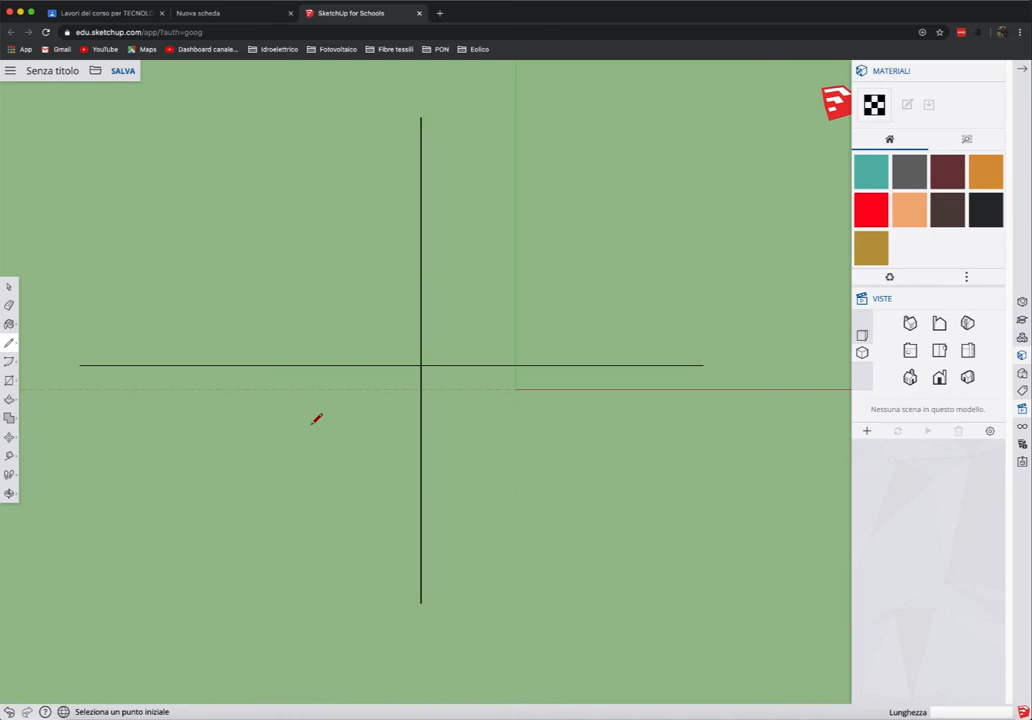 Lavori del corso per TECNOLO
Nuova scheda
SketchUp for Schools
edu.sketchup.com/app/?auth=goog
App
Gmail
YouTube
Maps
Dashboard canale...
Idroelettrico
Fotovoltaico
Fibre tessili
PON
Eolico
Senza titolo
SALVA
MATERIALI
VISTE
Nessuna scena in questo modello.
Seleziona un punto iniziale
Lunghezza